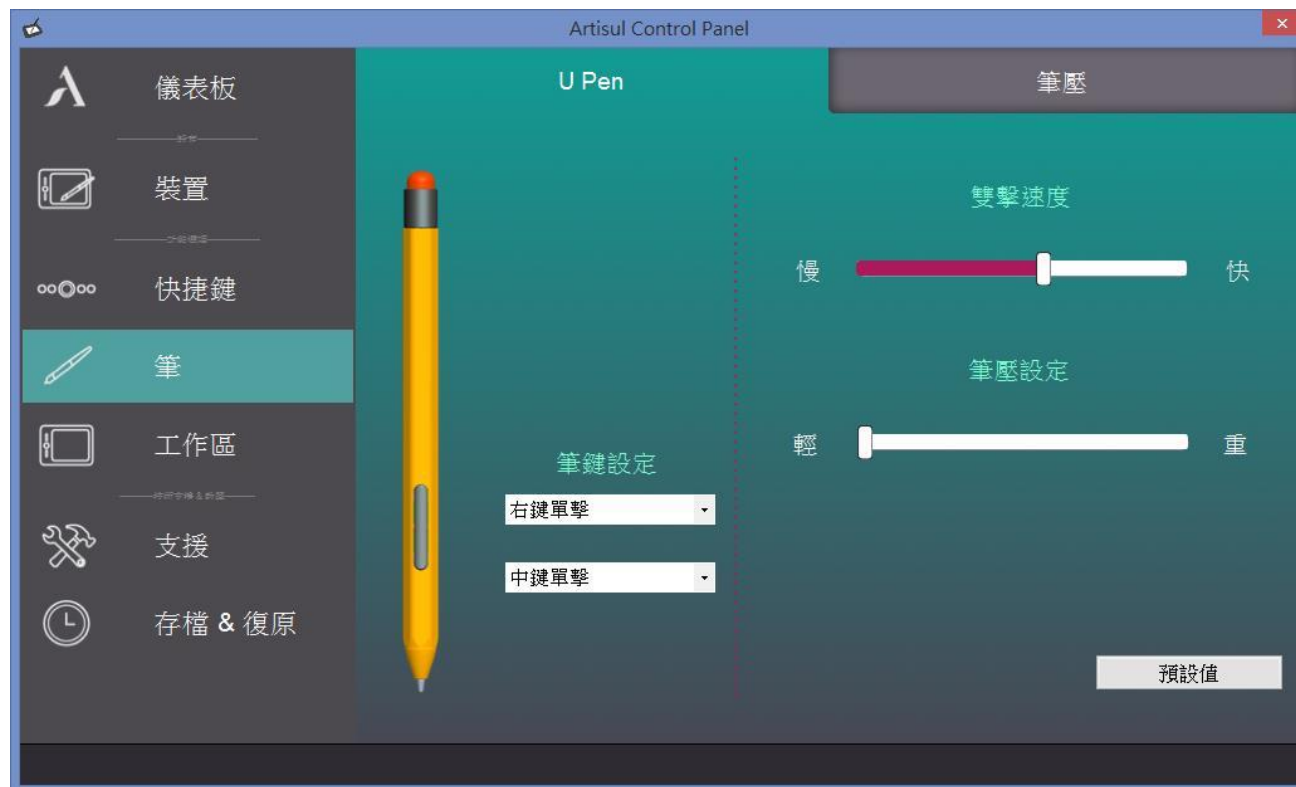 Artisul Control Panel
儀表板
裝置
快捷鍵
筆
工作區
支援
存檔 & 復原
U Pen
筆壓
筆鍵設定
右鍵單擊
中鍵單擊
雙擊速度
慢
快
筆壓設定
輕
重
預設值